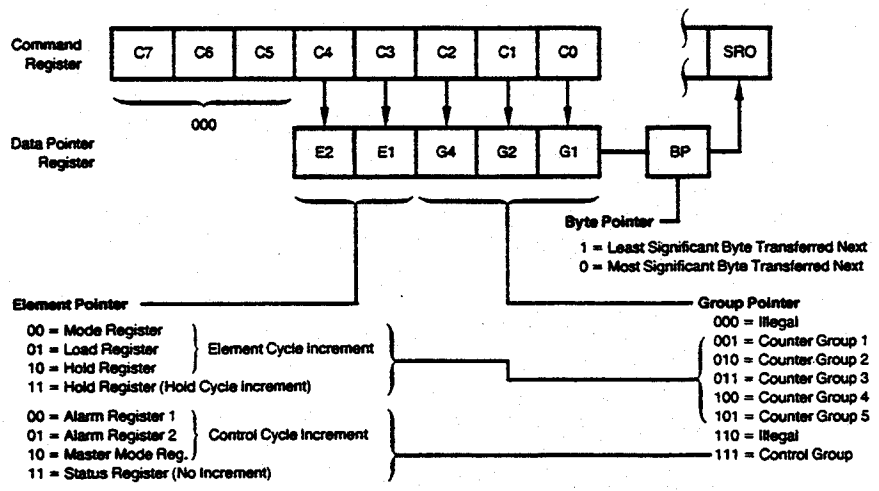 Command
Register
C7 C6 C5 C4 C3 C2 C1 C0
SRO
000
Data Pointer
Register
E2 E1 G4 G2 G1
BP
Byte Pointer
1 = Least Significant Byte Transferred Next
0 = Most Significant Byte Transferred Next
Element Pointer
00 = Mode Register
01 = Load Register
10 = Hold Register
Element Cycle Increment
11 = Hold Register (Hold Cycle Increment)
00 = Alarm Register 1
01 = Alarm Register 2
10 = Master Mode Reg.
Control Cycle Increment
11 = Status Register (No Increment)
Group Pointer
000 = Illegal
001 = Counter Group 1
010 = Counter Group 2
011 = Counter Group 3
100 = Counter Group 4
101 = Counter Group 5
110 = Illegal
111 = Control Group